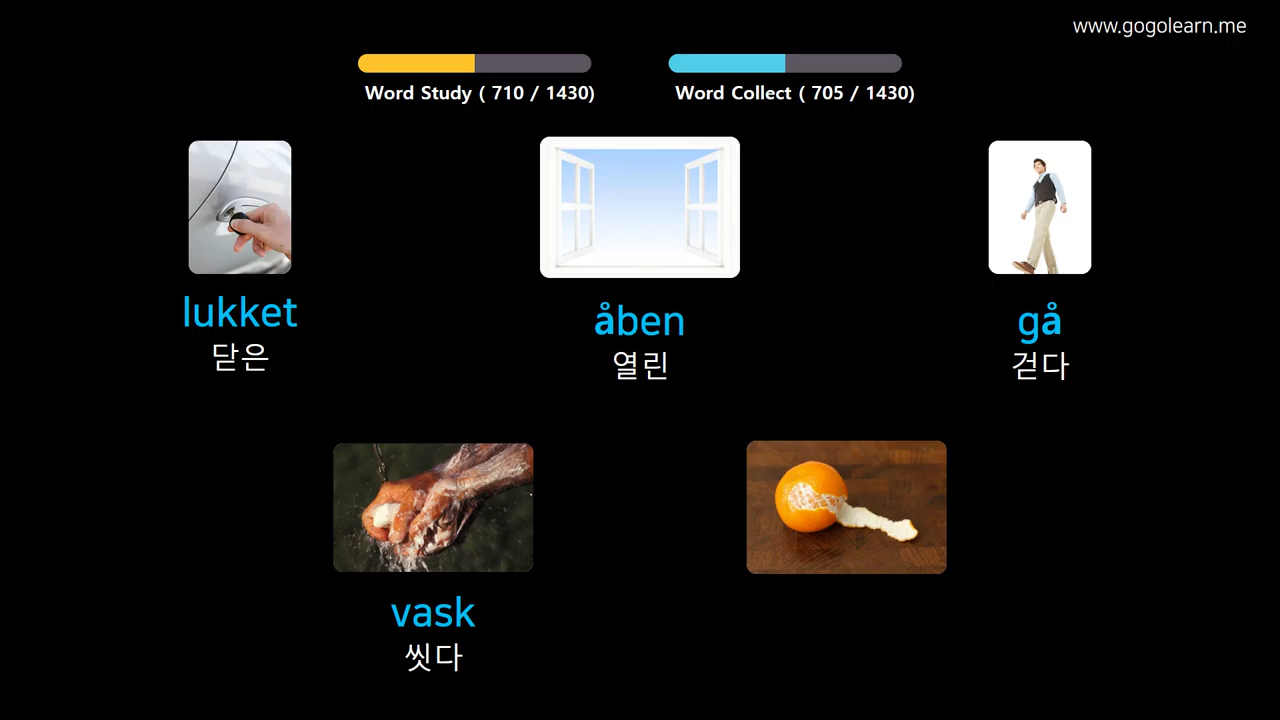 www.gogolearn.me
Word Study ( 710 / 1430)
Word Collect ( 705 / 1430)
lukket
닫은
åben
열린
gå
걷다
vask
씻다